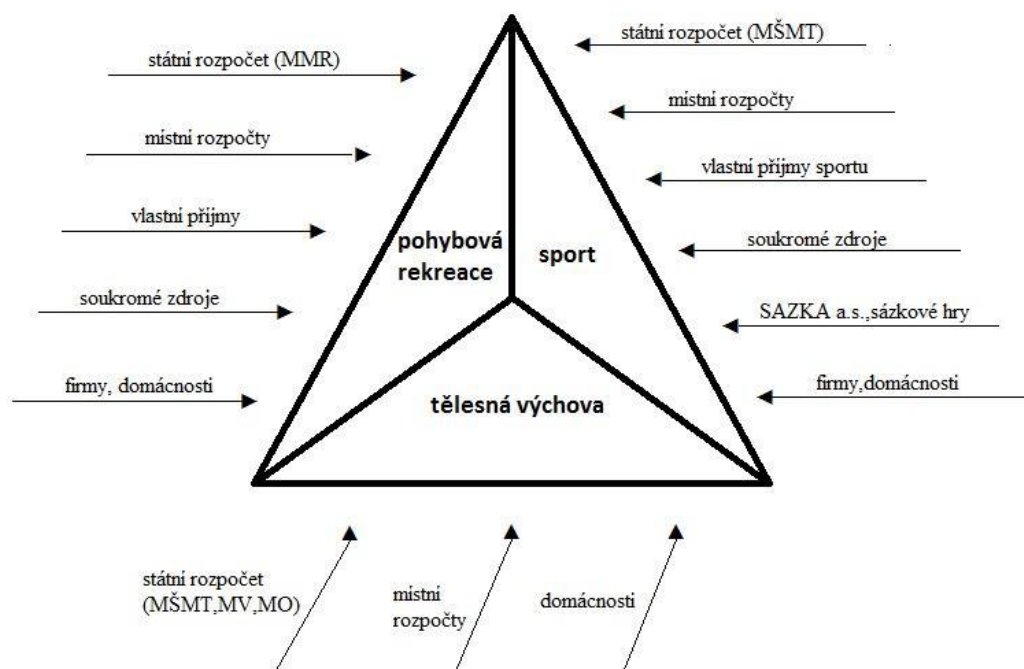 státní rozpočet (MMR)
místní rozpočty
vlastní příjmy
soukromé zdroje
firmy, domácnosti
státní rozpočet (MŠMT)
místní rozpočty
vlastní příjmy sportu
soukromé zdroje
SAZKA a.s.,sázkové hry
firmy,domácnosti
pohybová
rekreace
sport
tělesná výchova
státní rozpočet
(MŠMT,MV,MO)
místní
rozpočty
domácnosti